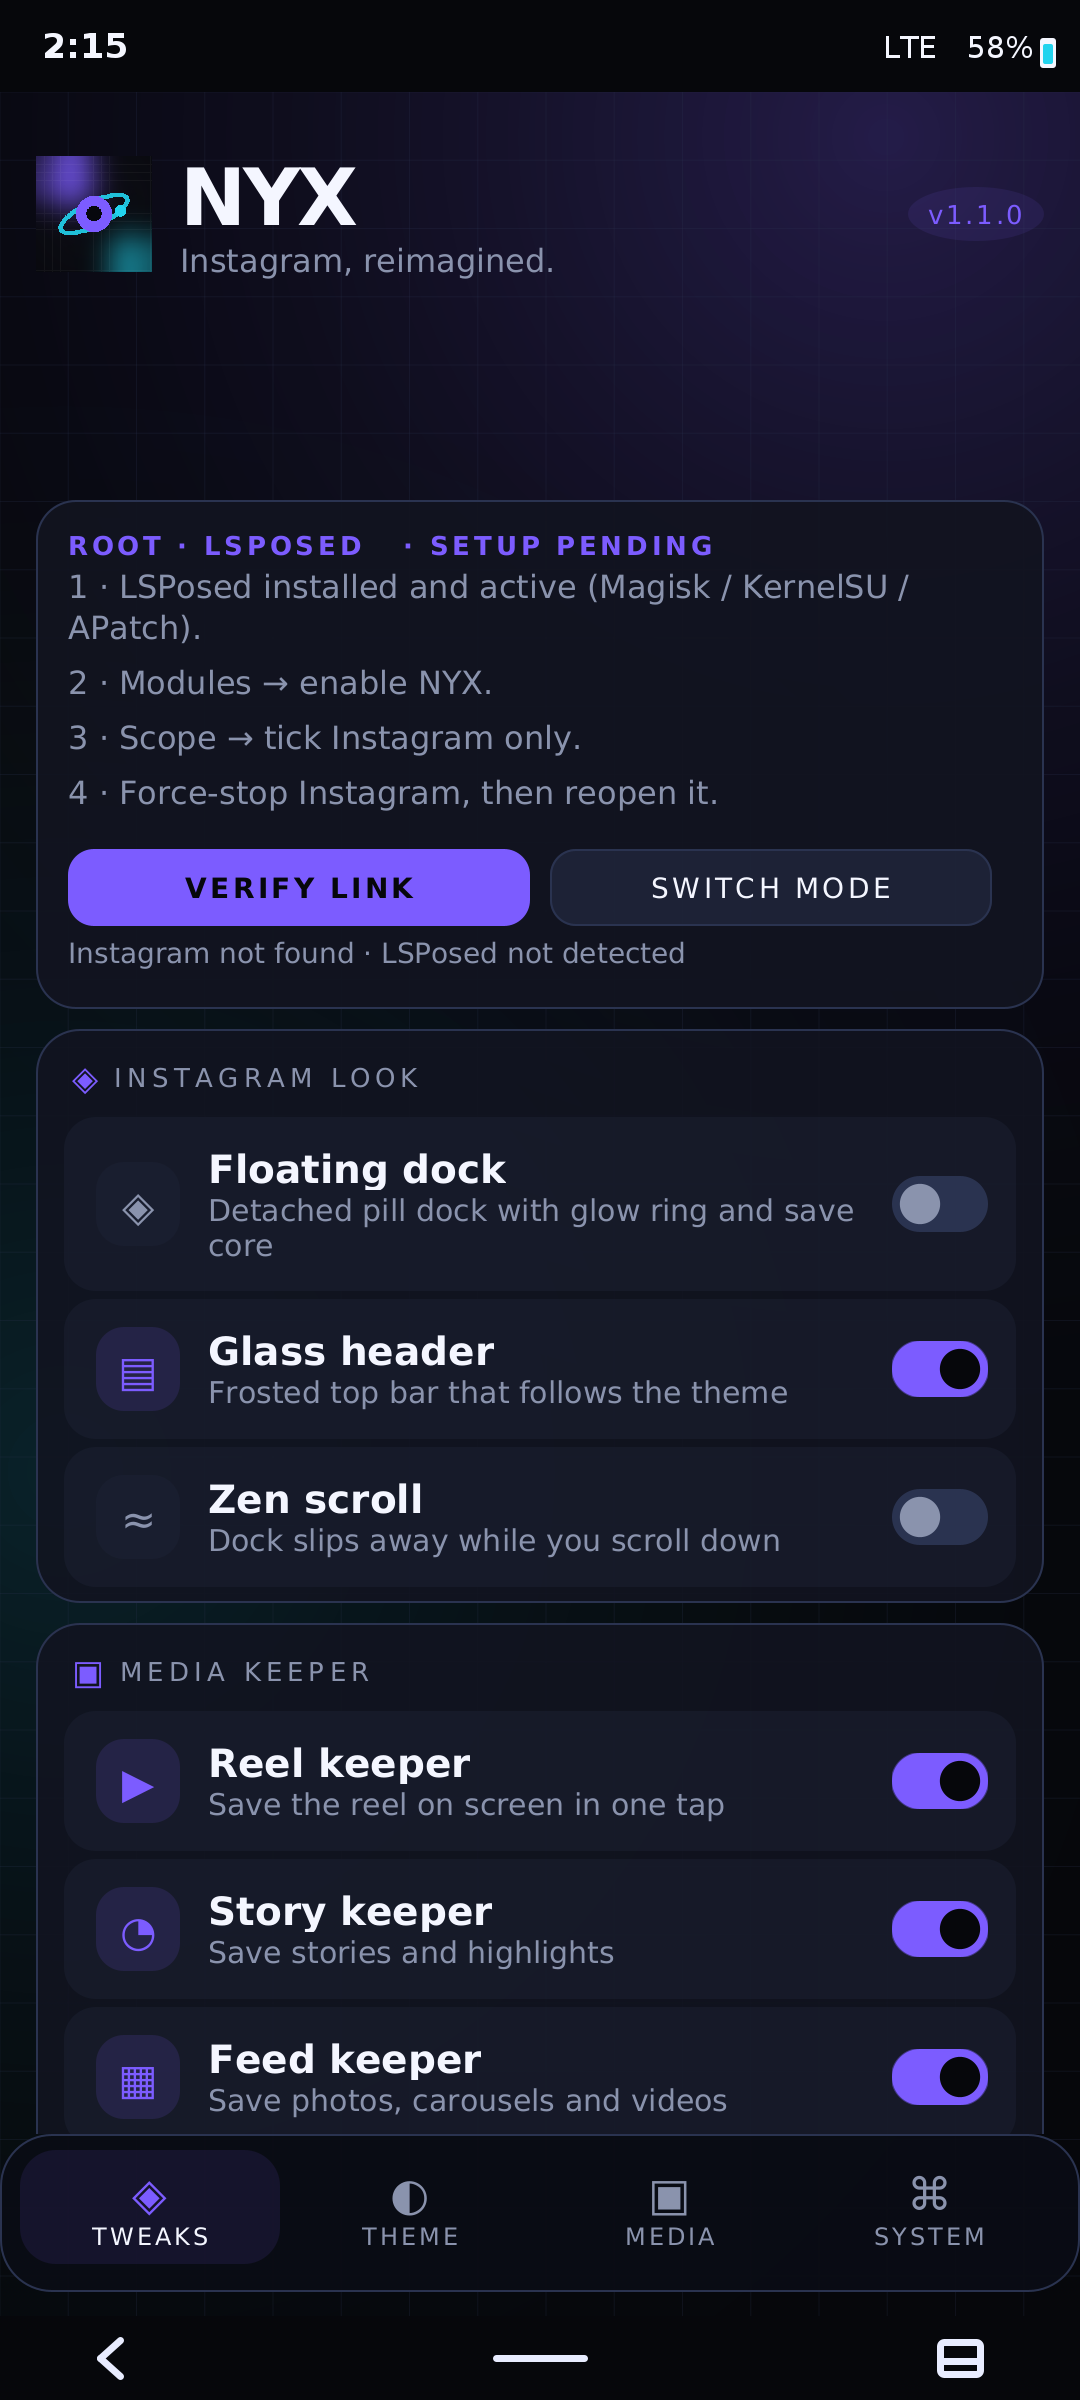 2:15
LTE 58%
NYX
Instagram, reimagined.
v1.1.0
ROOT · LSPOSED · SETUP PENDING
1 · LSPosed installed and active (Magisk / KernelSU /
APatch).
2 · Modules → enable NYX.
3 · Scope → tick Instagram only.
4 · Force-stop Instagram, then reopen it.
VERIFY LINK
SWITCH MODE
Instagram not found · LSPosed not detected
INSTAGRAM LOOK
Floating dock
Detached pill dock with glow ring and save
core
Glass header
Frosted top bar that follows the theme
Zen scroll
Dock slips away while you scroll down
MEDIA KEEPER
Reel keeper
Save the reel on screen in one tap
Story keeper
Save stories and highlights
Feed keeper
Save photos, carousels and videos
TWEAKS
THEME
MEDIA
SYSTEM